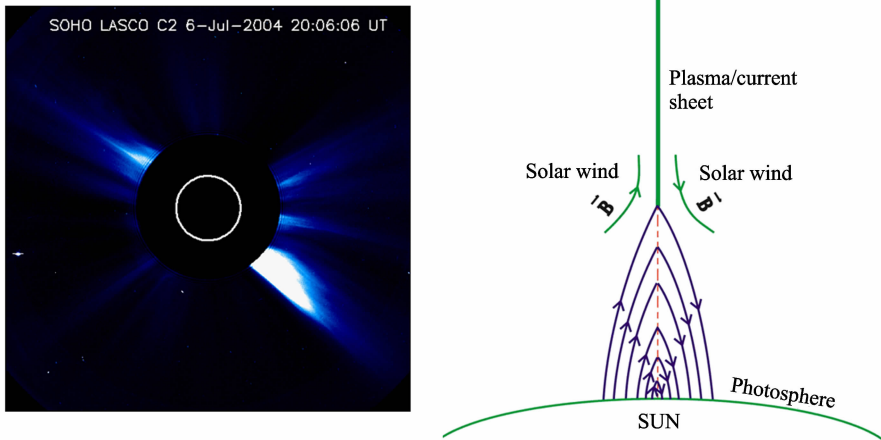 SOHO LASCO C2 6-Jul-2004 20:06:06 UT
Plasma/current
sheet
Solar wind
Solar wind
B
B
Photosphere
SUN